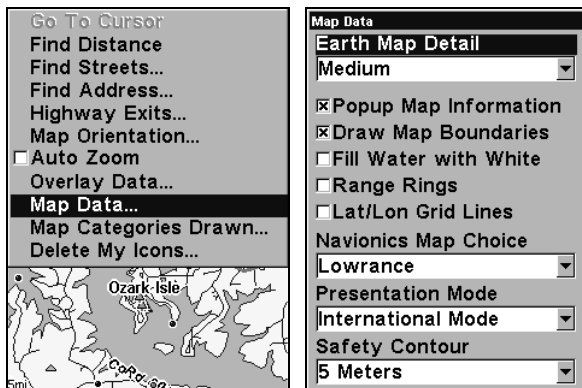 Go To Cursor
Find Distance
Find Streets...
Find Address...
Highway Exits...
Map Orientation...
Auto Zoom
Overlay Data...
Map Data...
Map Categories Drawn...
Delete My Icons...
Ozark Isle
CoRd
5mi
Map Data
Earth Map Detail
Medium
Popup Map Information
Draw Map Boundaries
Fill Water with White
Range Rings
Lat/Lon Grid Lines
Navionics Map Choice
Lowrance
Presentation Mode
International Mode
Safety Contour
5 Meters